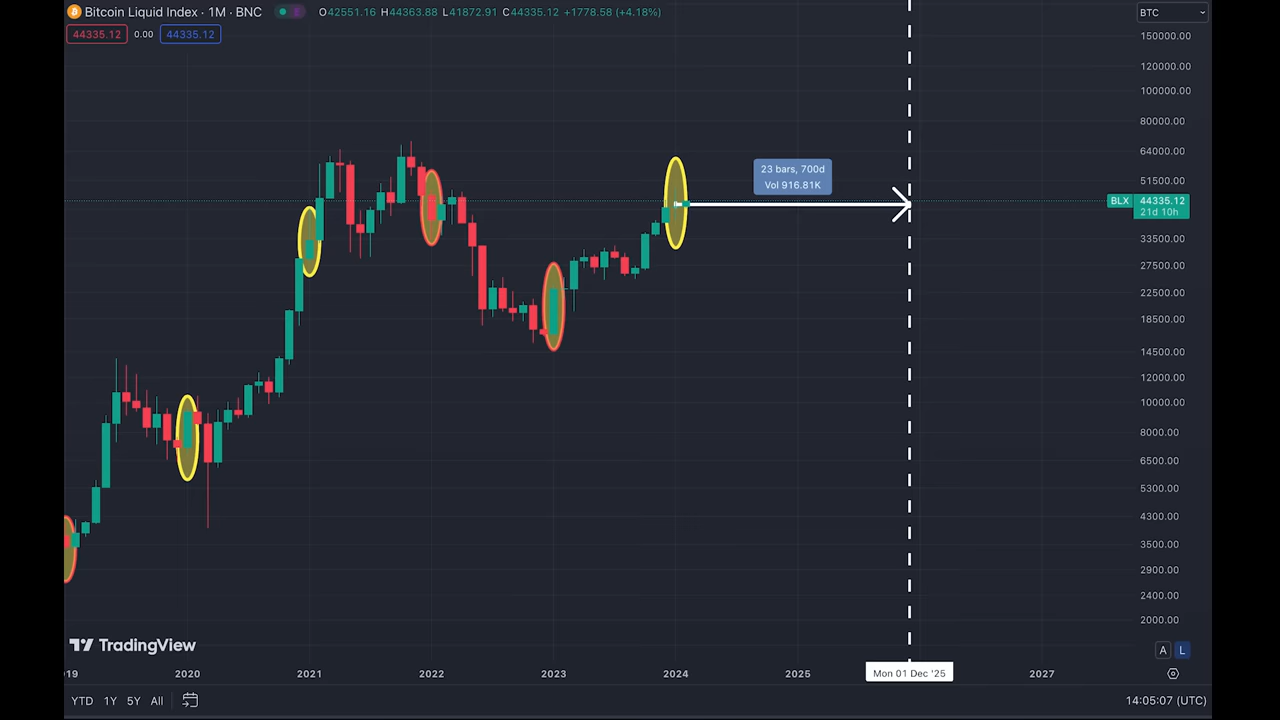 Bitcoin Liquid Index · 1M · BNC O42551.16 H44363.88 L41872.91 C44335.12 +1778.58 (+4.18%)
BTC
44335.12 0.00 44335.12
150000.00
120000.00
100000.00
80000.00
64000.00
23 bars, 700d
Vol 916.81K
51500.00
BLX 44335.12
21d 10h
33500.00
27500.00
22500.00
18500.00
14500.00
12000.00
10000.00
8000.00
6500.00
5300.00
4300.00
3500.00
2900.00
2400.00
2000.00
TradingView
A L
19 2020 2021 2022 2023 2024 2025 Mon 01 Dec '25 2027
YTD 1Y 5Y All
14:05:07 (UTC)